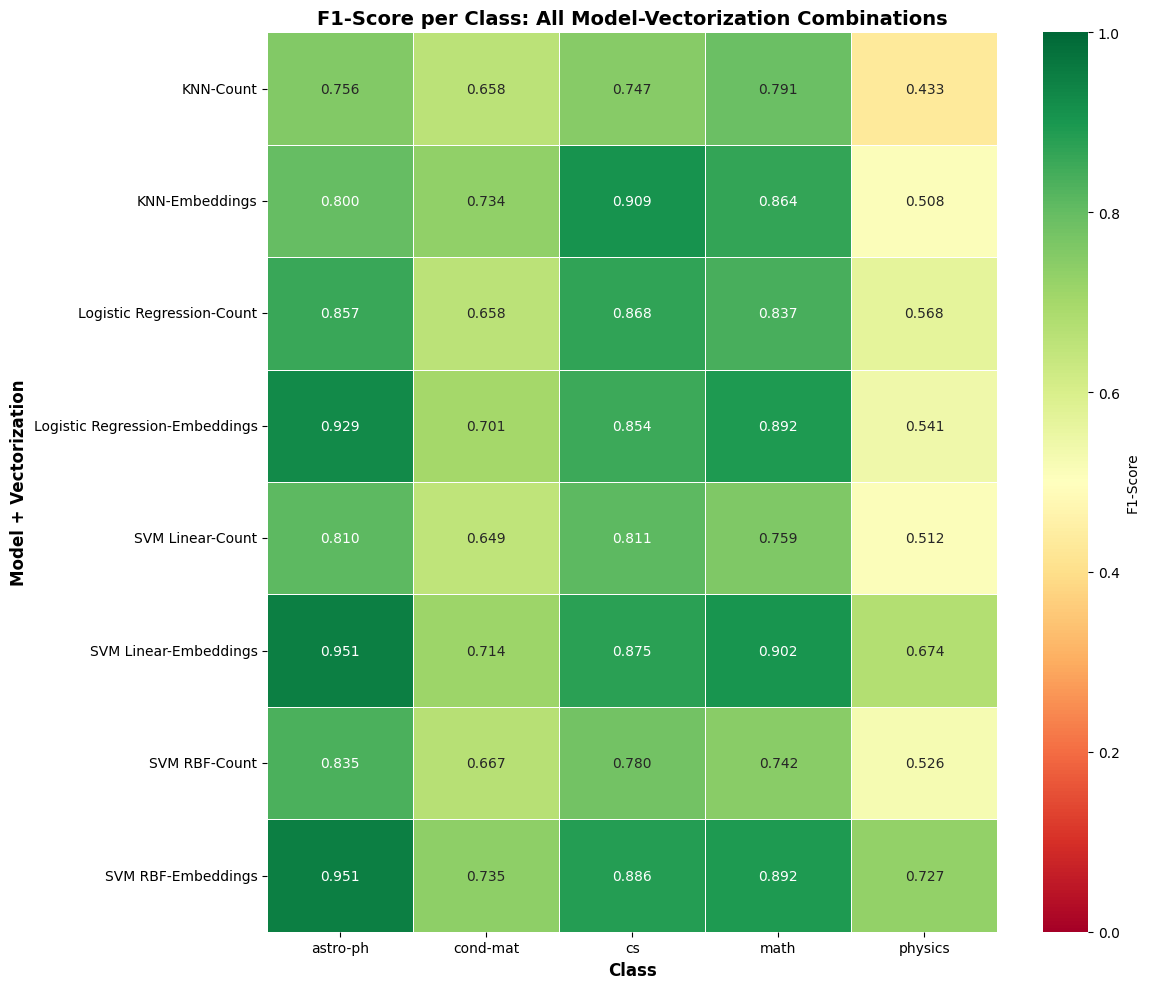 F1-Score per Class: All Model-Vectorization Combinations
Model + Vectorization
KNN-Count 0.756 0.658 0.747 0.791 0.433
KNN-Embeddings 0.800 0.734 0.909 0.864 0.508
Logistic Regression-Count 0.857 0.658 0.868 0.837 0.568
Logistic Regression-Embeddings 0.929 0.701 0.854 0.892 0.541
SVM Linear-Count 0.810 0.649 0.811 0.759 0.512
SVM Linear-Embeddings 0.951 0.714 0.875 0.902 0.674
SVM RBF-Count 0.835 0.667 0.780 0.742 0.526
SVM RBF-Embeddings 0.951 0.735 0.886 0.892 0.727
astro-ph cond-mat cs math physics
Class
1.0
0.8
0.6
0.4
0.2
0.0
F1-Score